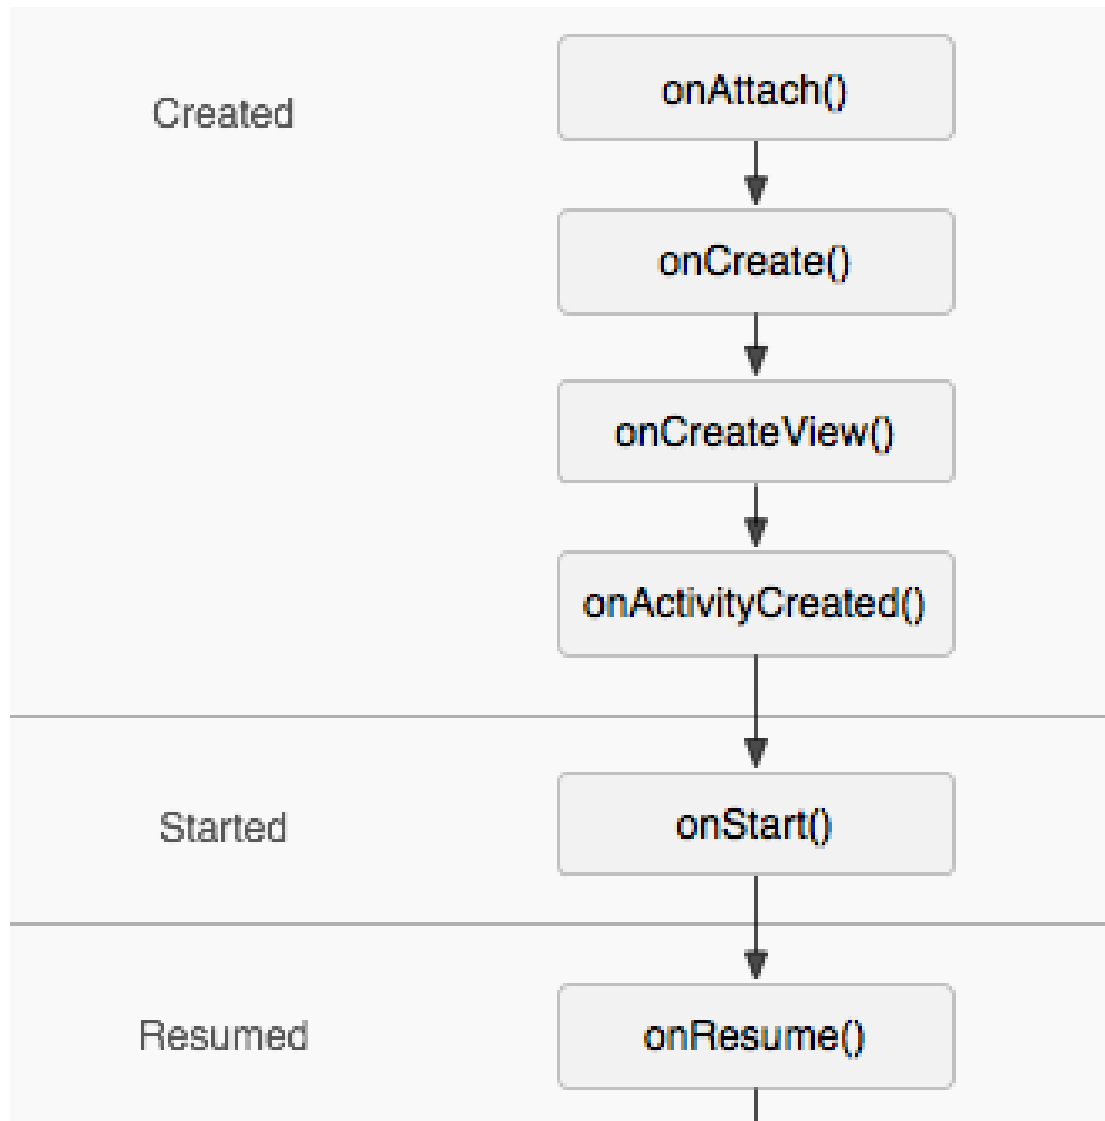 Created
onAttach()
onCreate()
onCreateView()
onActivityCreated()
Started
onStart()
Resumed
onResume()